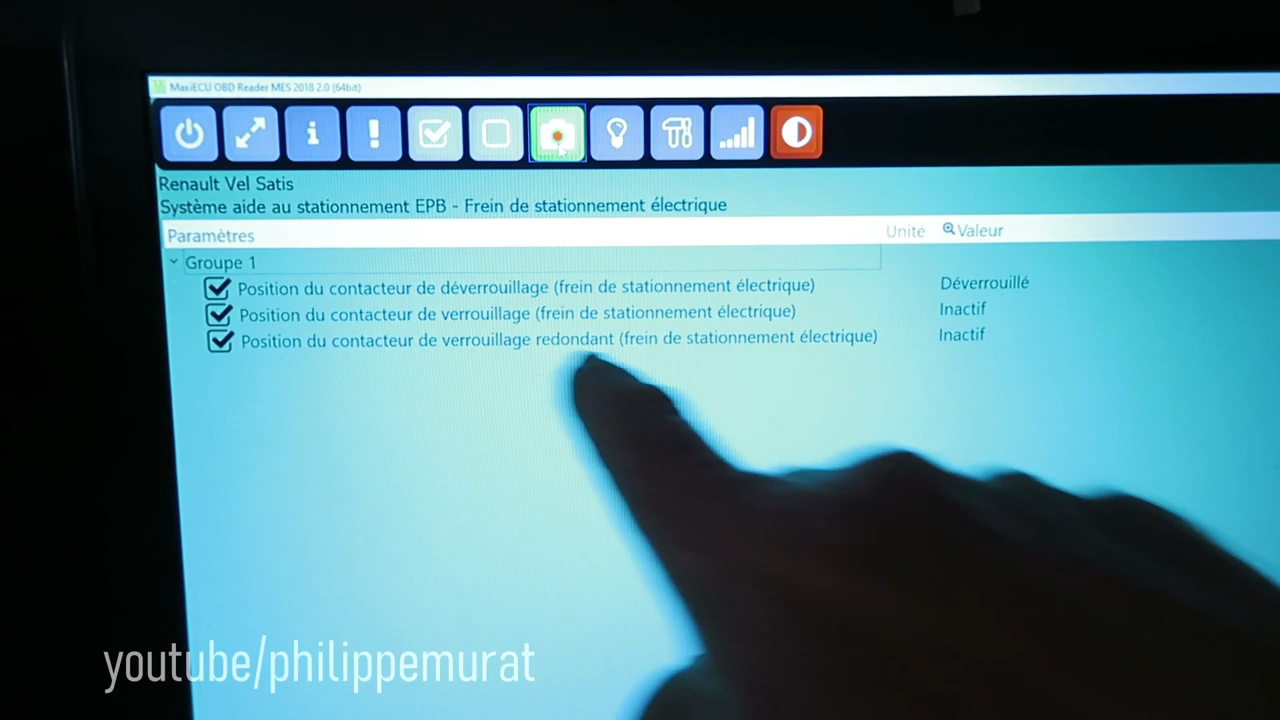 MaxiECU OBD Reader MES 2018 2.0 (64bit)
Renault Vel Satis
Système aide au stationnement EPB - Frein de stationnement électrique
Paramètres Unité Valeur
Groupe 1
Position du contacteur de déverrouillage (frein de stationnement électrique) Déverrouillé
Position du contacteur de verrouillage (frein de stationnement électrique) Inactif
Position du contacteur de verrouillage redondant (frein de stationnement électrique) Inactif
youtube/philippemurat